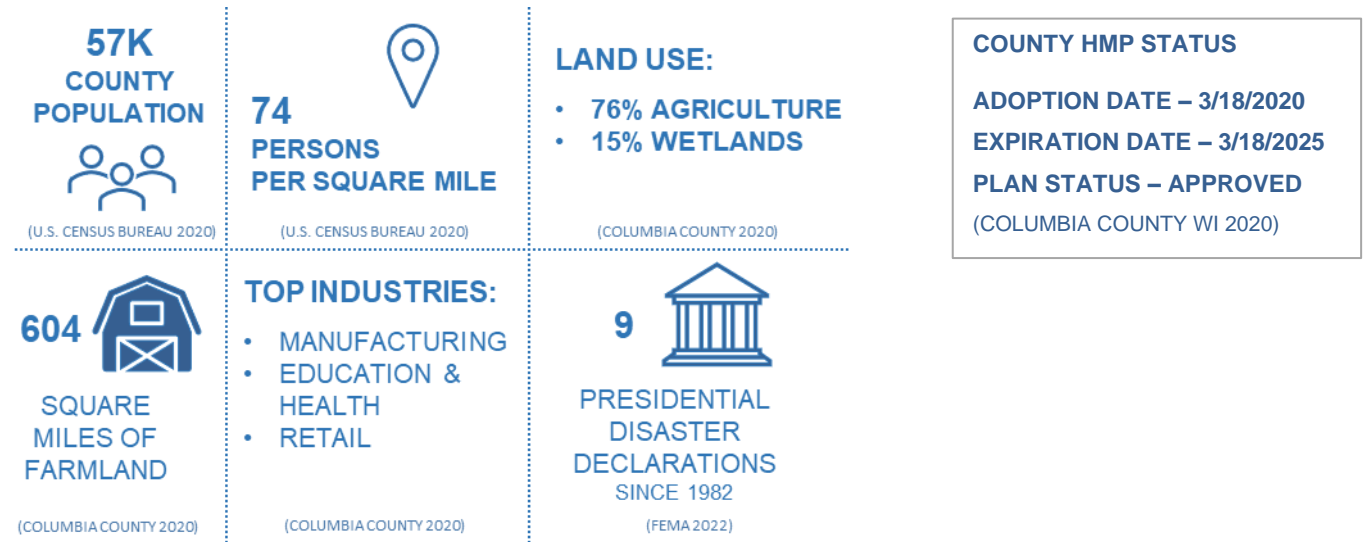 57K
COUNTY
POPULATION
(U.S. CENSUS BUREAU 2020)
74
PERSONS
PER SQUARE MILE
(U.S. CENSUS BUREAU 2020)
LAND USE:
• 76% AGRICULTURE
• 15% WETLANDS
(COLUMBIA COUNTY 2020)
604
SQUARE
MILES OF
FARMLAND
(COLUMBIA COUNTY 2020)
TOP INDUSTRIES:
• MANUFACTURING
• EDUCATION &
HEALTH
• RETAIL
(COLUMBIA COUNTY 2020)
9
PRESIDENTIAL
DISASTER
DECLARATIONS
SINCE 1982
(FEMA 2022)
COUNTY HMP STATUS
ADOPTION DATE – 3/18/2020
EXPIRATION DATE – 3/18/2025
PLAN STATUS – APPROVED
(COLUMBIA COUNTY WI 2020)